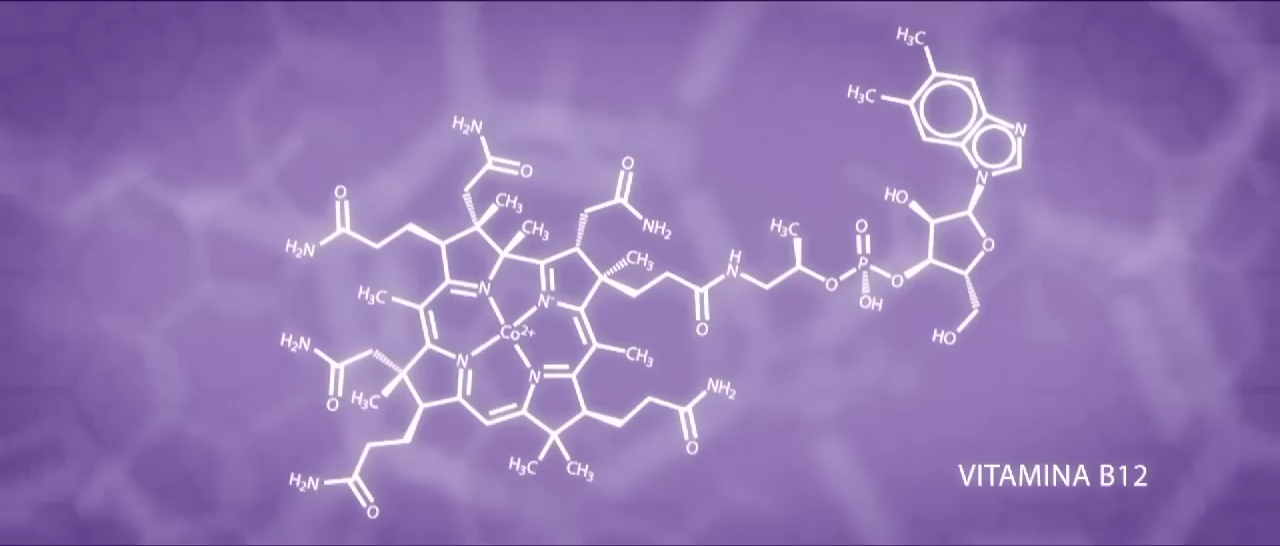 H₃C
H₃C
H₂N
N
O
O
O
N
H₂N
CH₃
HO
CH₃
NH₂
O
H₃C
O
H
N
O
CH₃
P
N
O
O
H₃C
N
N⁻
OH
Co²⁺
O
HO
H₂N
CH₃
N
N
NH₂
O
H₃C
O
H₃C
CH₃
H₂N
VITAMINA B12
O